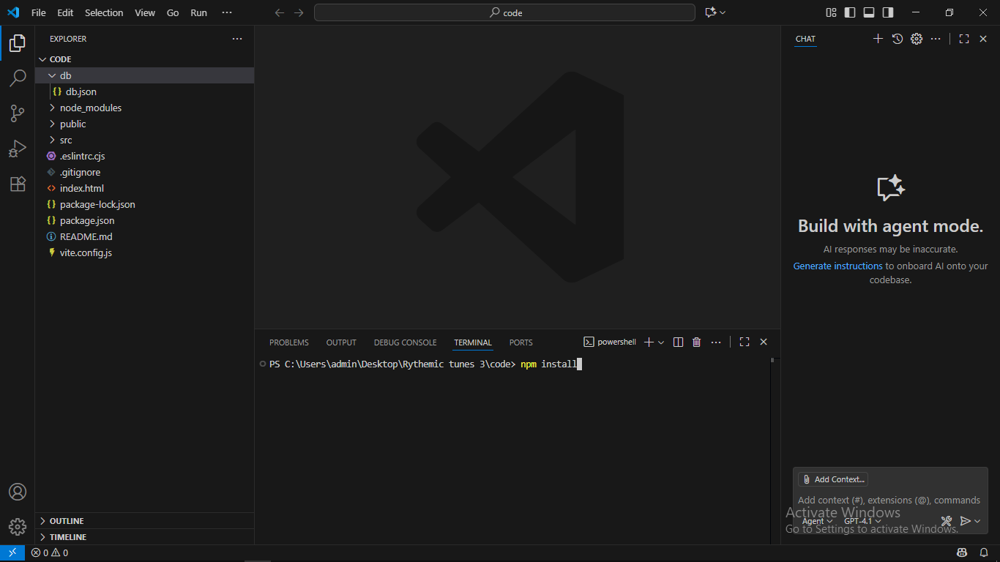 File Edit Selection View Go Run ···
code
EXPLORER ···
CODE
db
{} db.json
node_modules
public
src
.eslintrc.cjs
.gitignore
<> index.html
{} package-lock.json
{} package.json
README.md
vite.config.js
OUTLINE
TIMELINE
PROBLEMS OUTPUT DEBUG CONSOLE TERMINAL PORTS powershell ···
PS C:\Users\admin\Desktop\Rythemic tunes 3\code> npm install
CHAT
Build with agent mode.
AI responses may be inaccurate.
Generate instructions to onboard AI onto your
codebase.
Add Context...
Add context (#), extensions (@), commands
Agent GPT-4.1
Activate Windows
Go to Settings to activate Windows.
0 0